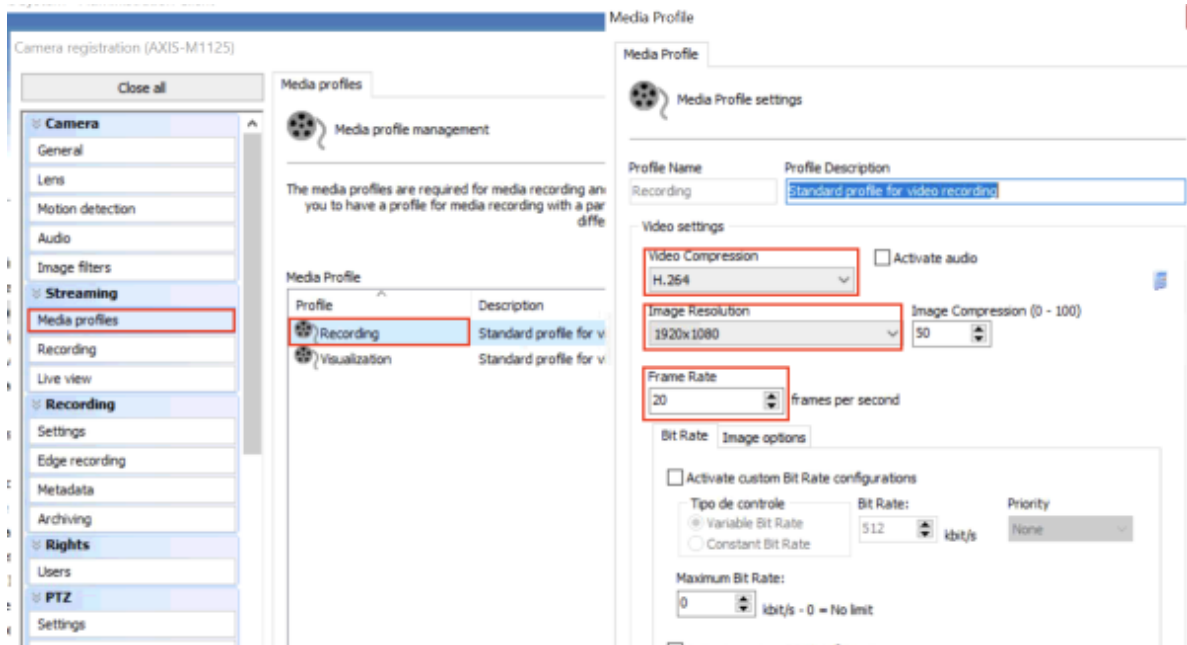 Camera registration (AXIS-M1125)
Close all
Camera
General
Lens
Motion detection
Audio
Image filters
Streaming
Media profiles
Recording
Live view
Recording
Settings
Edge recording
Metadata
Archiving
Rights
Users
PTZ
Settings
Media profiles
Media profile management
The media profiles are required for media recording an
you to have a profile for media recording with a par
diffe
Media Profile
Profile Description
Recording Standard profile for v
Visualization Standard profile for v
Media Profile
Media Profile
Media Profile settings
Profile Name Profile Description
Recording Standard profile for video recording
Video settings
Video Compression
H.264
Activate audio
Image Resolution Image Compression (0 - 100)
1920x1080 50
Frame Rate
20 frames per second
Bit Rate Image options
Activate custom Bit Rate configurations
Tipo de controle Bit Rate: Priority
Variable Bit Rate 512 kbit/s None
Constant Bit Rate
Maximum Bit Rate:
0 kbit/s - 0 = No limit